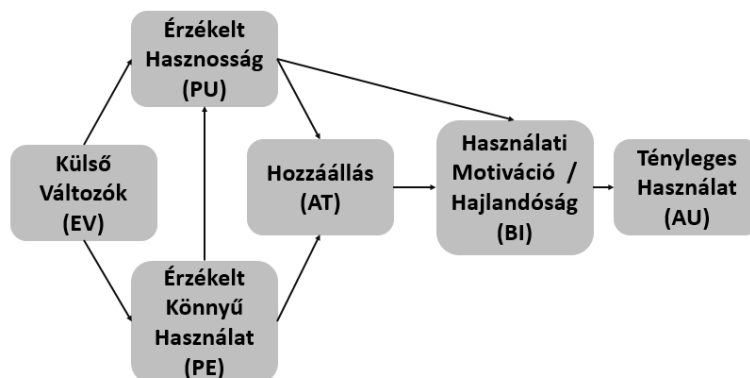 Érzékelt
Hasznosság
(PU)
Külső
Változók
(EV)
Hozzáállás
(AT)
Használati
Motiváció /
Hajlandóság
(BI)
Tényleges
Használat
(AU)
Érzékelt
Könnyű
Használat
(PE)